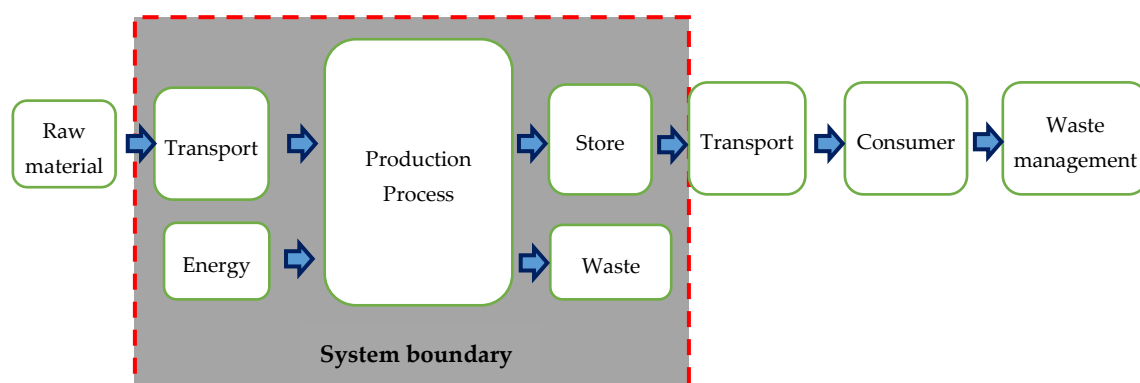 Raw
material
Transport
Energy
Production
Process
Store
Waste
System boundary
Transport
Consumer
Waste
management